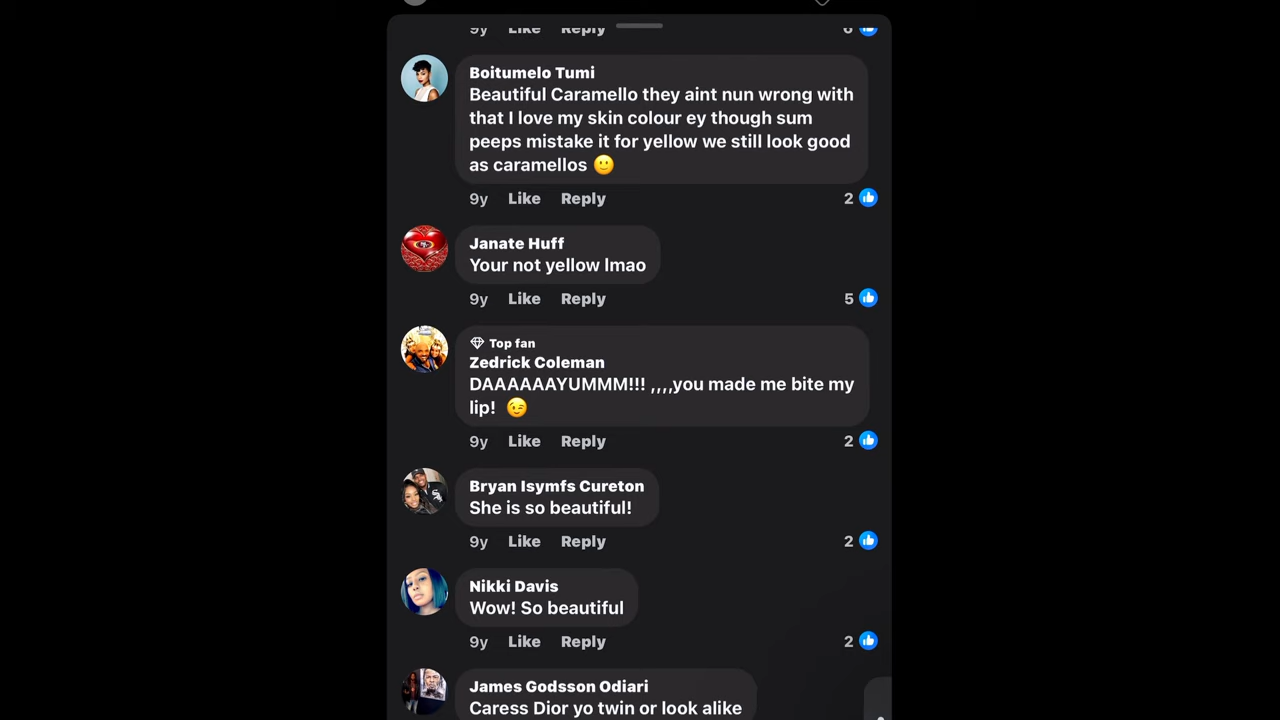 9y Like Reply 6
Boitumelo Tumi
Beautiful Caramello they aint nun wrong with
that I love my skin colour ey though sum
peeps mistake it for yellow we still look good
as caramellos 🙂
9y Like Reply 2
Janate Huff
Your not yellow lmao
9y Like Reply 5
Top fan
Zedrick Coleman
DAAAAAAYUMMM!!! ,,,,you made me bite my
lip! 😉
9y Like Reply 2
Bryan Isymfs Cureton
She is so beautiful!
9y Like Reply 2
Nikki Davis
Wow! So beautiful
9y Like Reply 2
James Godsson Odiari
Caress Dior yo twin or look alike